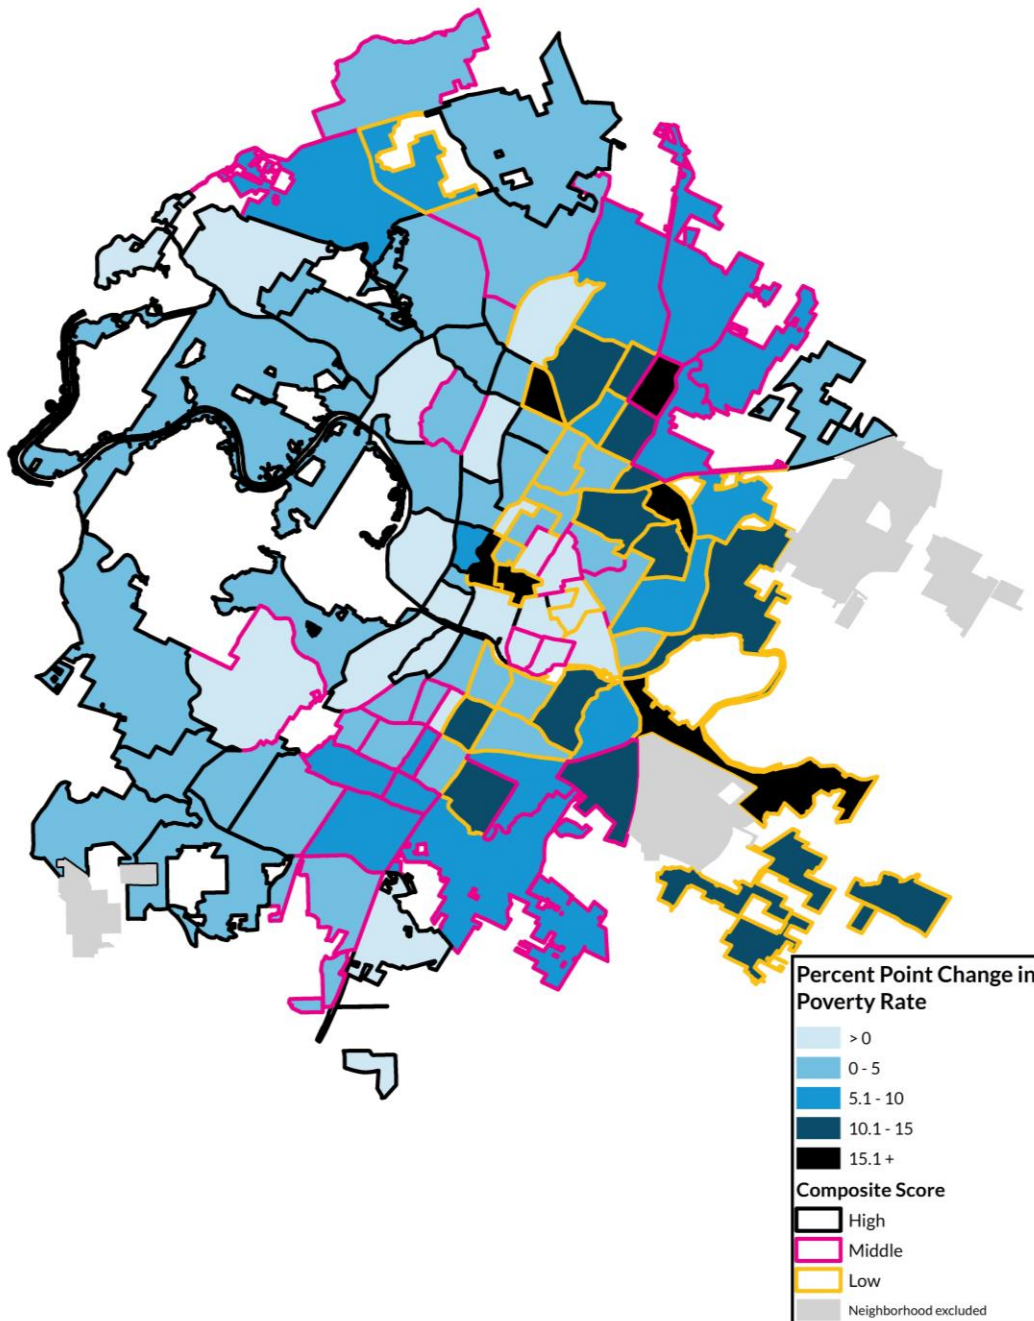 Percent Point Change in
Poverty Rate
> 0
0 - 5
5.1 - 10
10.1 - 15
15.1 +
Composite Score
High
Middle
Low
Neighborhood excluded